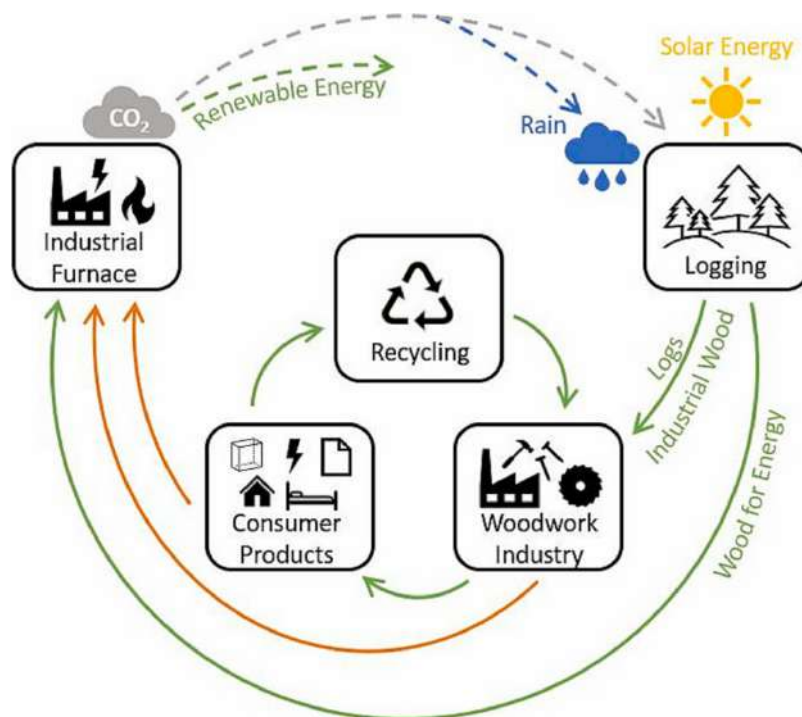 Solar Energy
CO2
Renewable Energy
Rain
Industrial
Furnace
Logging
Recycling
Logs
Industrial Wood
Wood for Energy
Consumer
Products
Woodwork
Industry